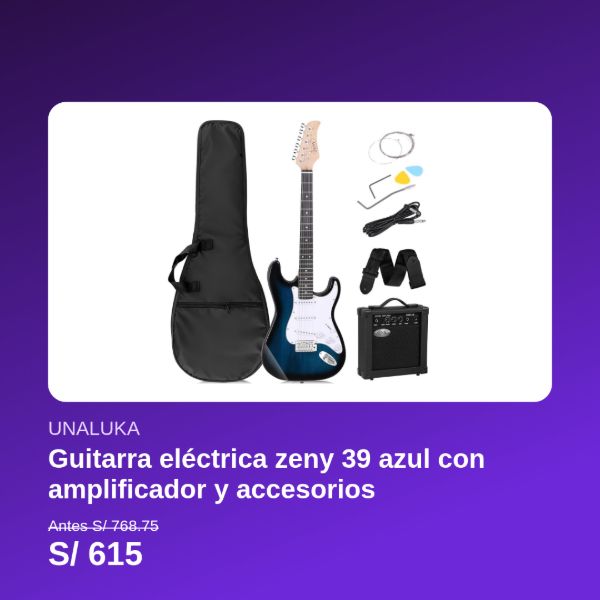 UNALUKA
Guitarra eléctrica zeny 39 azul con
amplificador y accesorios
Antes S/ 768.75
S/ 615